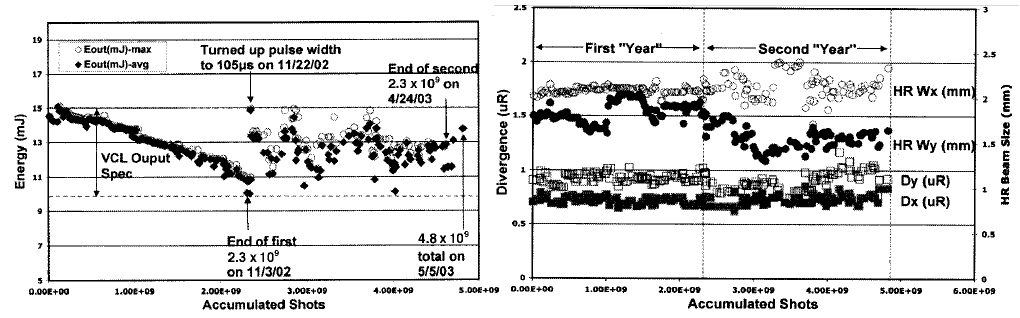 19
17
15
13
11
9
7
5
Energy (mJ)
Eout(mJ)-max
Eout(mJ)-avg
Turned up pulse width
to 105µs on 11/22/02
End of second
2.3 x 10⁹ on
4/24/03
VCL Ouput
Spec
End of first
2.3 x 10⁹
on 11/3/02
4.8 x 10⁹
total on
5/5/03
0.00E+00 1.00E+09 2.00E+09 3.00E+09 4.00E+09 5.00E+09
Accumulated Shots
2.5
2
1.5
1
0.5
0
Divergence (uR)
First "Year" Second "Year"
HR Wx (mm)
HR Wy (mm)
Dy (uR)
Dx (uR)
3
2.5
2
1.5
1
0.5
0
HR Beam Size (mm)
0.00E+00 1.00E+09 2.00E+09 3.00E+09 4.00E+09 5.00E+09 6.00E+09
Accumulated Shots